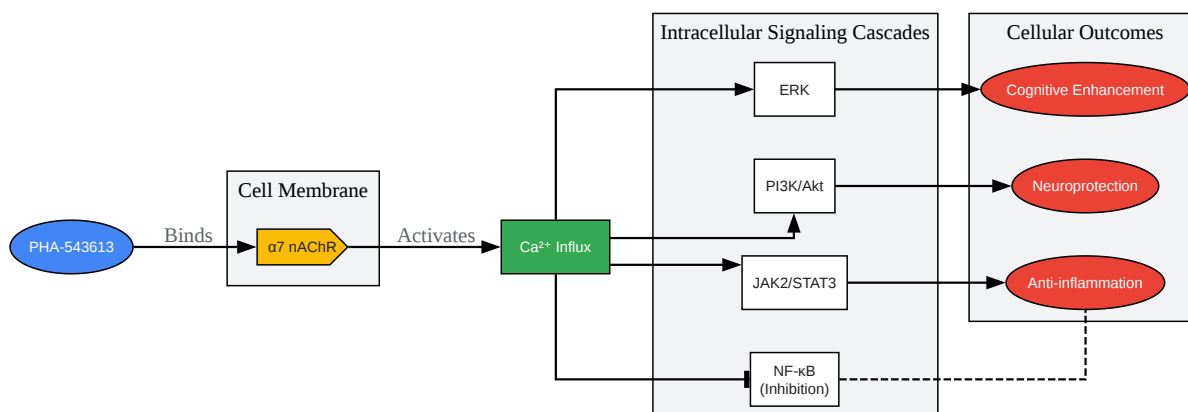 Intracellular Signaling Cascades
Cellular Outcomes
ERK
Cognitive Enhancement
Cell Membrane
PI3K/Akt
Neuroprotection
PHA-543613
Binds
α7 nAChR
Activates
Ca²⁺ Influx
JAK2/STAT3
Anti-inflammation
NF-κB
(Inhibition)